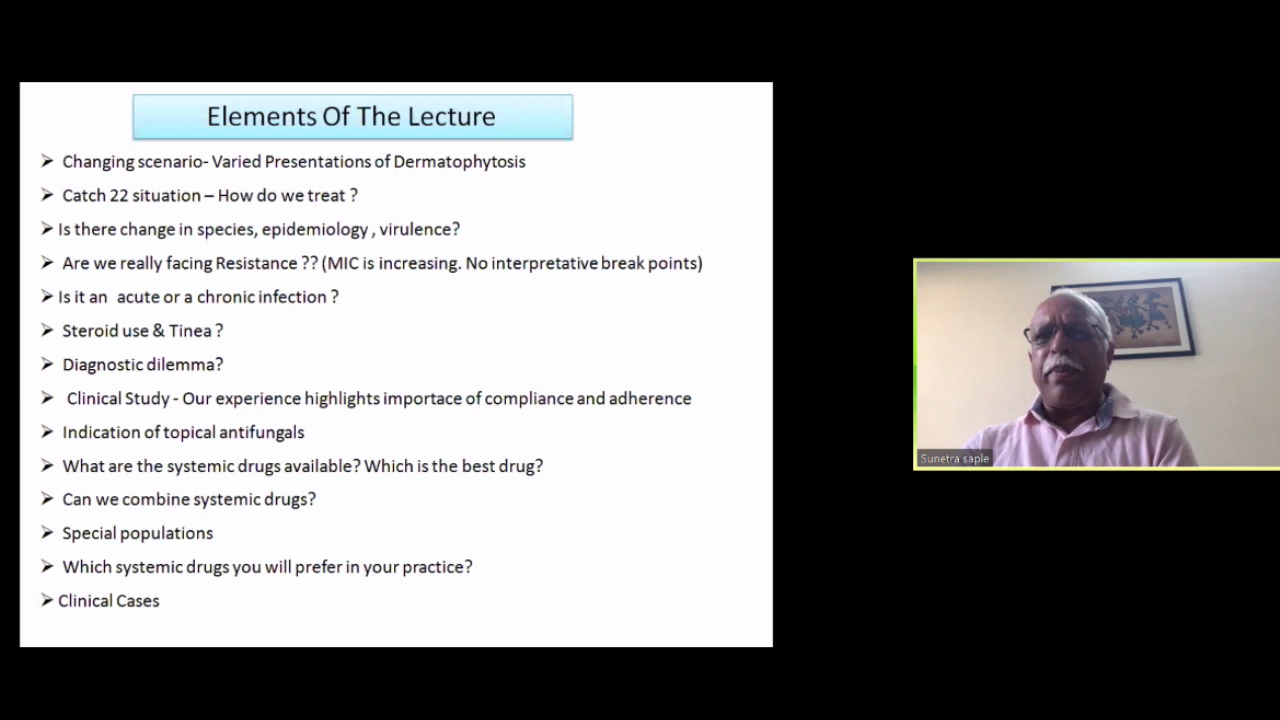 Elements Of The Lecture
Changing scenario- Varied Presentations of Dermatophytosis
Catch 22 situation – How do we treat ?
Is there change in species, epidemiology , virulence?
Are we really facing Resistance ?? (MIC is increasing. No interpretative break points)
Is it an acute or a chronic infection ?
Steroid use & Tinea ?
Diagnostic dilemma?
Clinical Study - Our experience highlights importace of compliance and adherence
Indication of topical antifungals
What are the systemic drugs available? Which is the best drug?
Can we combine systemic drugs?
Special populations
Which systemic drugs you will prefer in your practice?
Clinical Cases
Sunetra saple